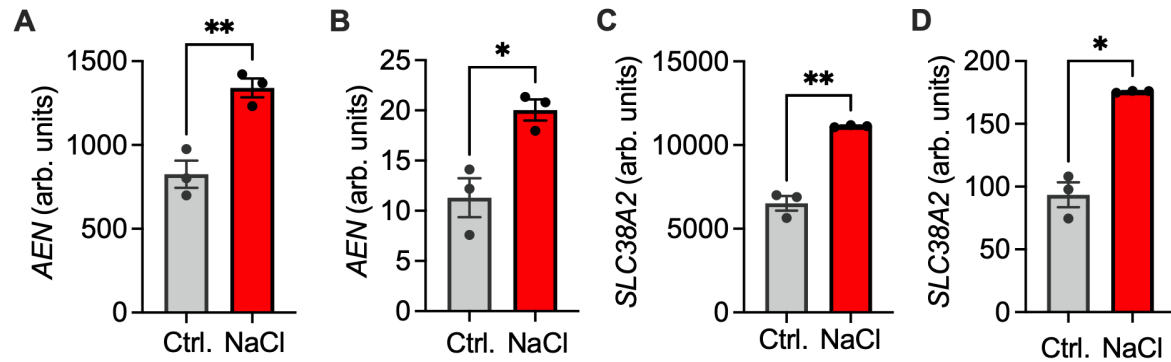 A
AEN (arb. units)
1500
1000
500
0
**
Ctrl. NaCl
B
AEN (arb. units)
25
20
15
10
5
0
*
Ctrl. NaCl
C
SLC38A2 (arb. units)
15000
10000
5000
0
**
Ctrl. NaCl
D
SLC38A2 (arb. units)
200
150
100
50
0
*
Ctrl. NaCl